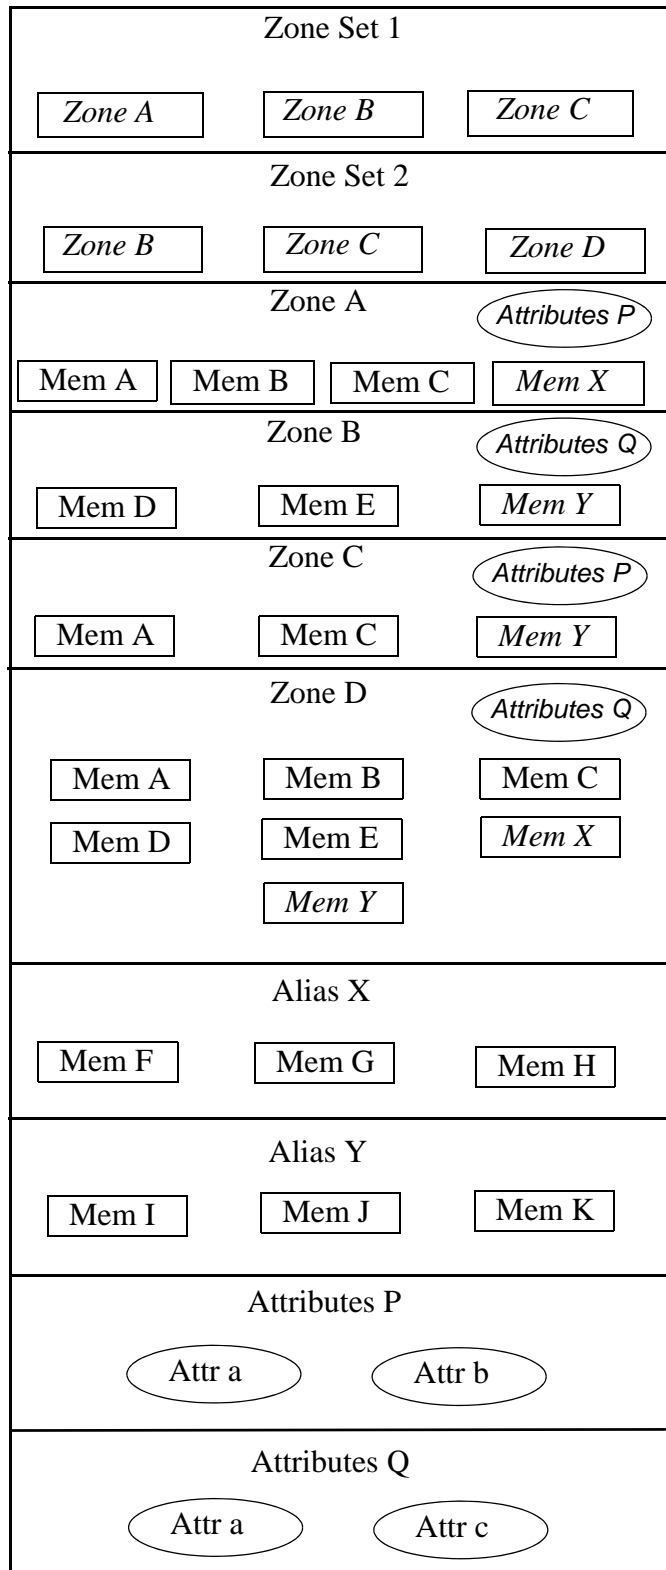 Zone Set 1
Zone A Zone B Zone C
Zone Set 2
Zone B Zone C Zone D
Zone A Attributes P
Mem A Mem B Mem C Mem X
Zone B Attributes Q
Mem D Mem E Mem Y
Zone C Attributes P
Mem A Mem C Mem Y
Zone D Attributes Q
Mem A Mem B Mem C
Mem D Mem E Mem X
Mem Y
Alias X
Mem F Mem G Mem H
Alias Y
Mem I Mem J Mem K
Attributes P
Attr a Attr b
Attributes Q
Attr a Attr c